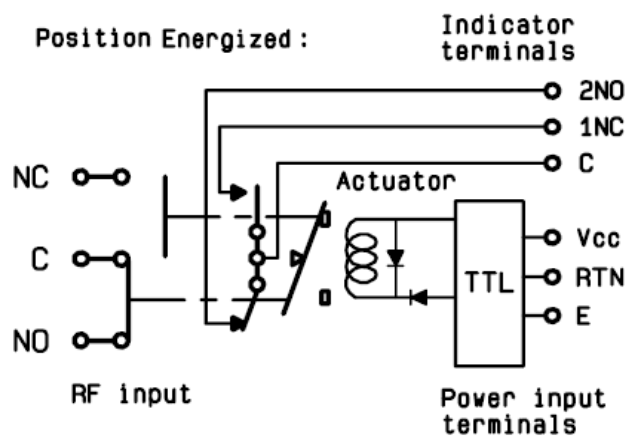 Position Energized :
Indicator
terminals
2NO
1NC
C
NC
Actuator
C
Vcc
TTL
RTN
E
NO
RF input
Power input
terminals